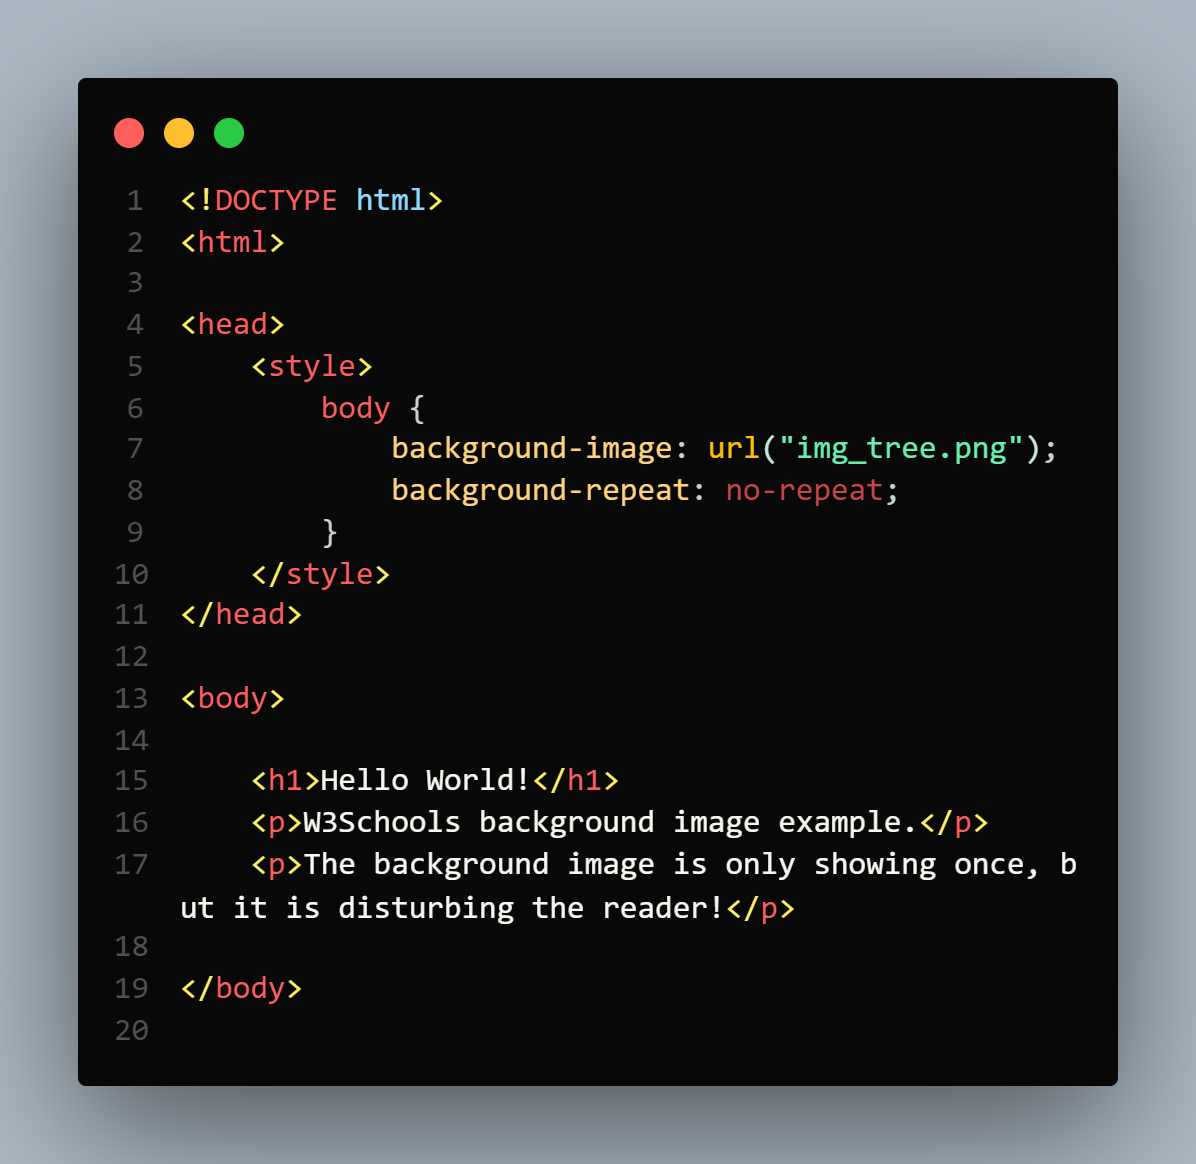 1 <!DOCTYPE html>
2 <html>
3
4 <head>
5     <style>
6         body {
7             background-image: url("img_tree.png");
8             background-repeat: no-repeat;
9         }
10     </style>
11 </head>
12
13 <body>
14
15     <h1>Hello World!</h1>
16     <p>W3Schools background image example.</p>
17     <p>The background image is only showing once, b
ut it is disturbing the reader!</p>
18
19 </body>
20